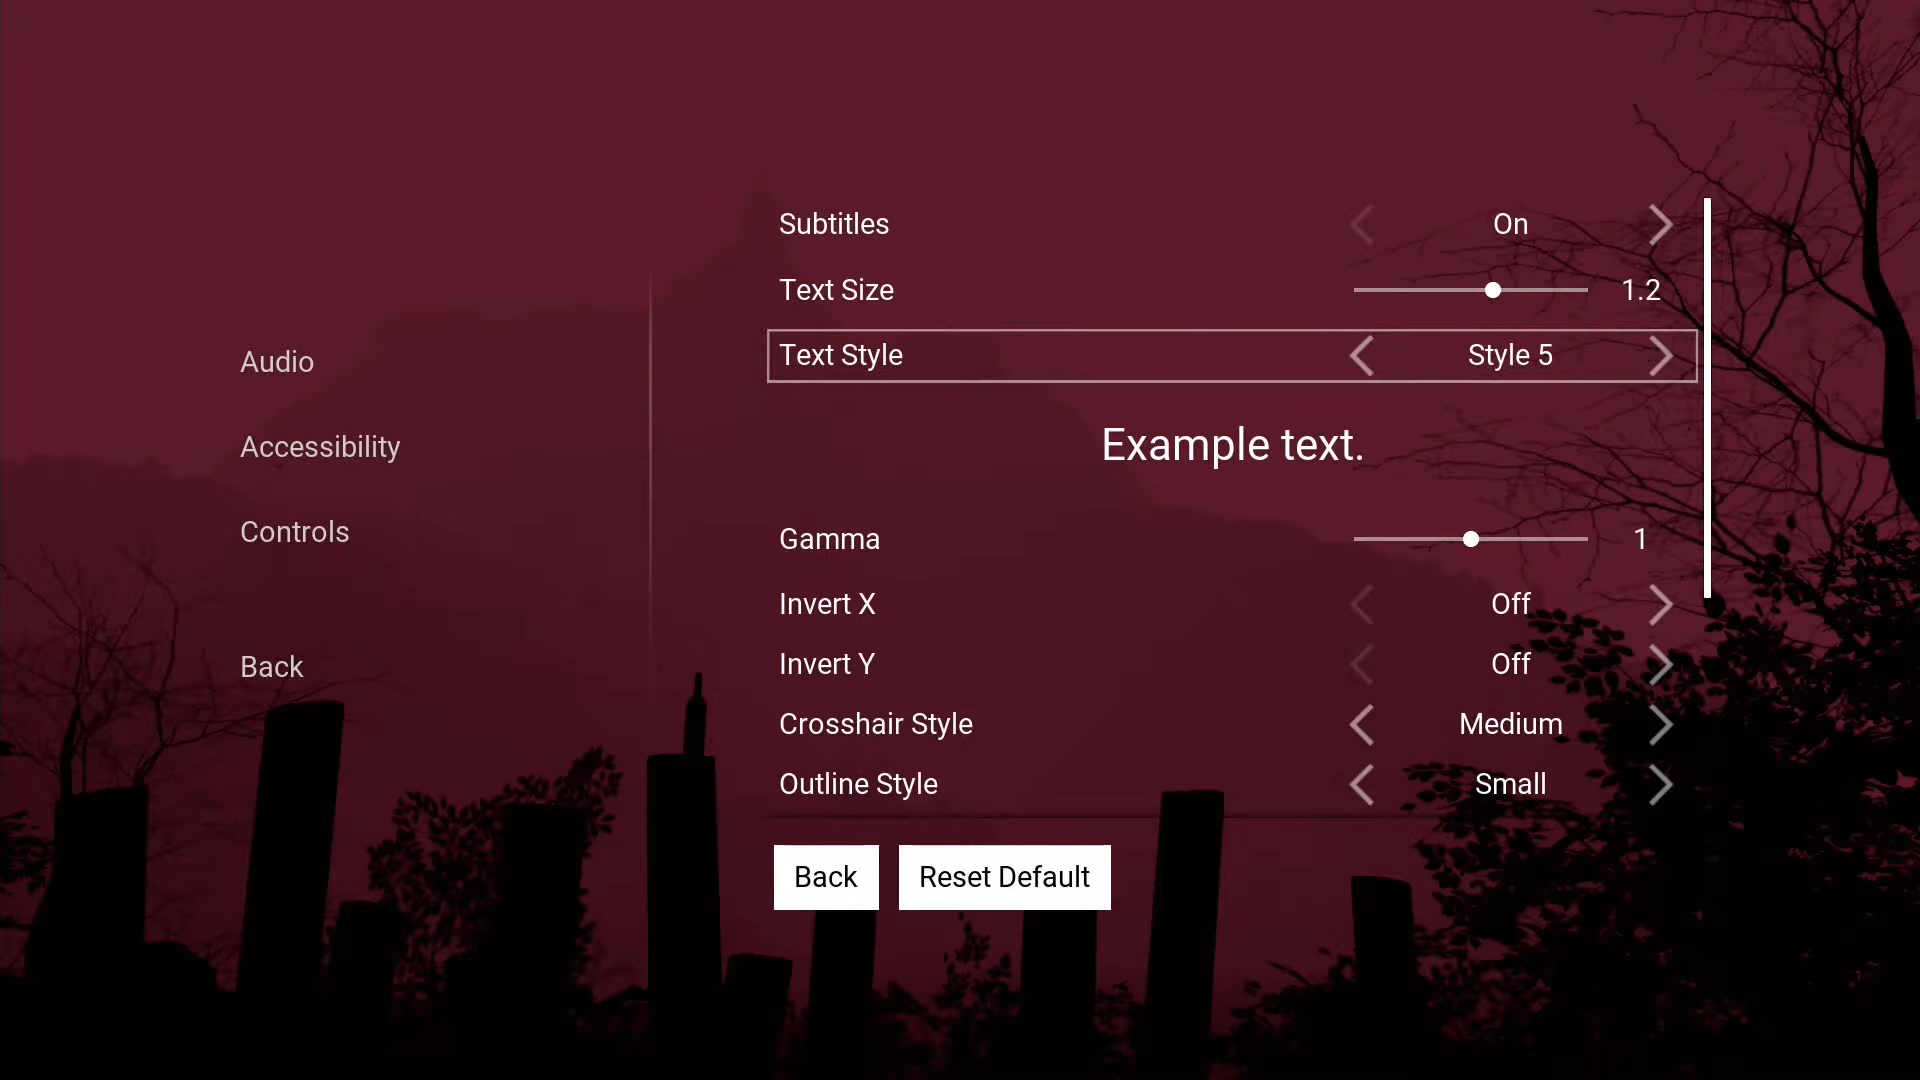 Audio
Accessibility
Controls
Back
Subtitles On
Text Size 1.2
Text Style Style 5
Example text.
Gamma 1
Invert X Off
Invert Y Off
Crosshair Style Medium
Outline Style Small
Back Reset Default